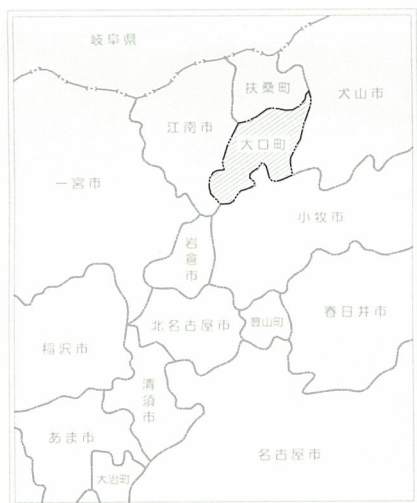 岐阜県
扶桑町
犬山市
江南市
大口町
一宮市
小牧市
岩倉市
春日井市
北名古屋市
豊山町
稲沢市
清須市
あま市
名古屋市
大治町